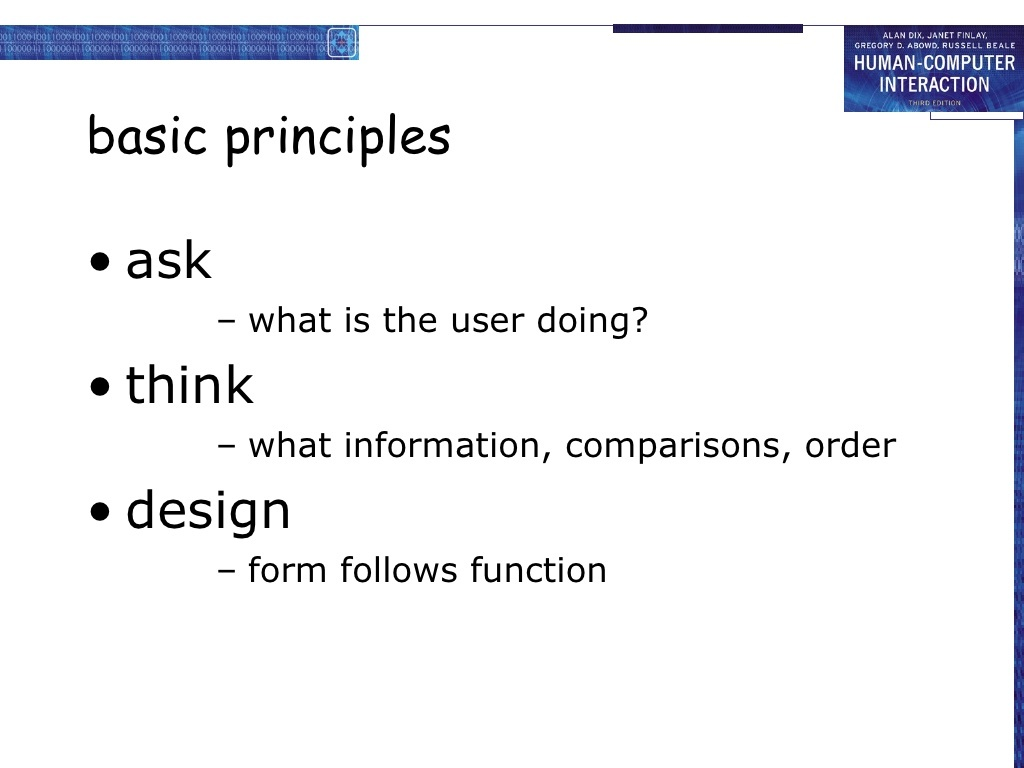 ALAN DIX, JANET FINLAY,
GREGORY D. ABOWD, RUSSELL BEALE
HUMAN-COMPUTER
INTERACTION
THIRD EDITION
basic principles
• ask
– what is the user doing?
• think
– what information, comparisons, order
• design
– form follows function